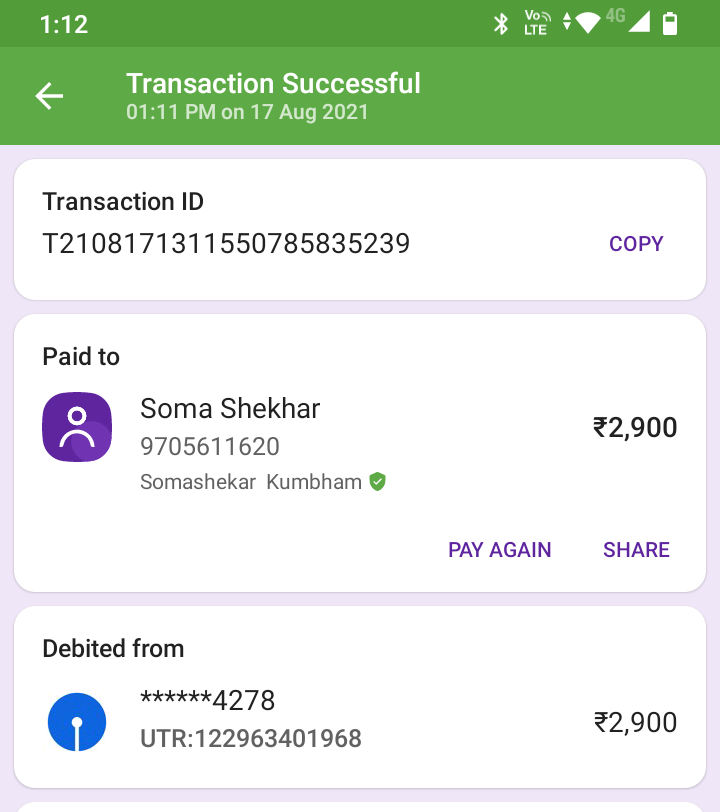 1:12
Vo LTE
4G
Transaction Successful
01:11 PM on 17 Aug 2021
Transaction ID
T2108171311550785835239
COPY
Paid to
Soma Shekhar
₹2,900
9705611620
Somashekar Kumbham
PAY AGAIN
SHARE
Debited from
******4278
₹2,900
UTR:122963401968